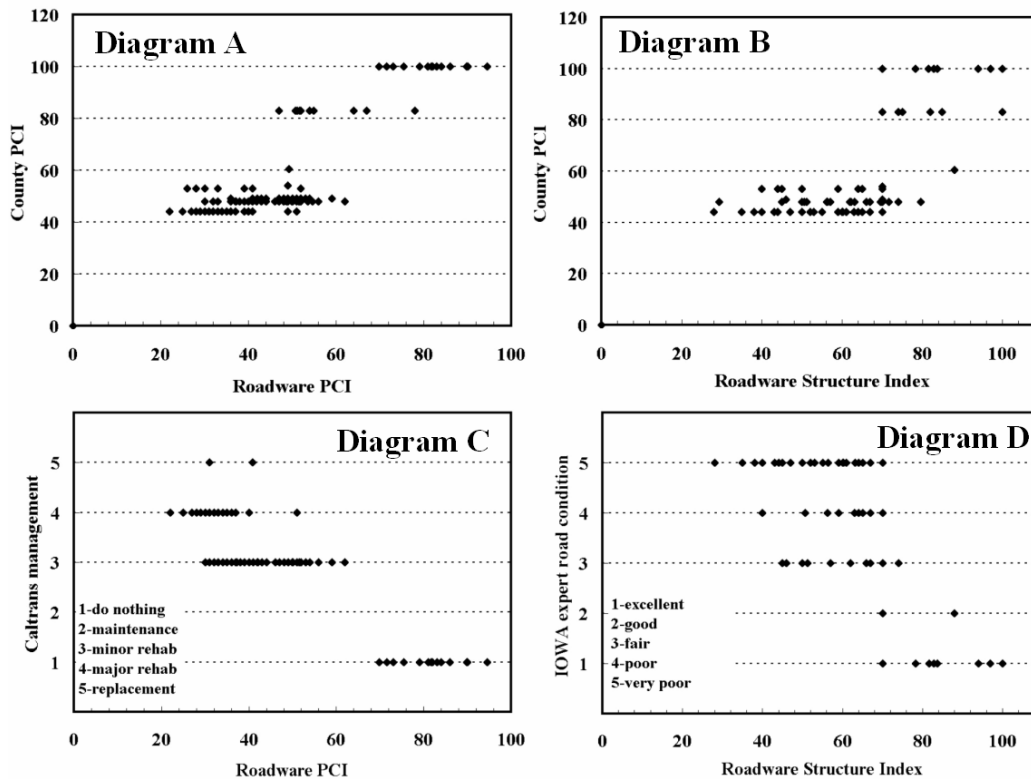 Diagram A
County PCI
120
100
80
60
40
20
0
0 20 40 60 80 100
Roadware PCI
Diagram B
County PCI
120
100
80
60
40
20
0
0 20 40 60 80 100
Roadware Structure Index
Diagram C
Caltrans management
5
4
3
2
1
1-do nothing
2-maintenance
3-minor rehab
4-major rehab
5-replacement
0 20 40 60 80 100
Roadware PCI
Diagram D
IOWA expert road condition
5
4
3
2
1
1-excellent
2-good
3-fair
4-poor
5-very poor
0 20 40 60 80 100
Roadware Structure Index